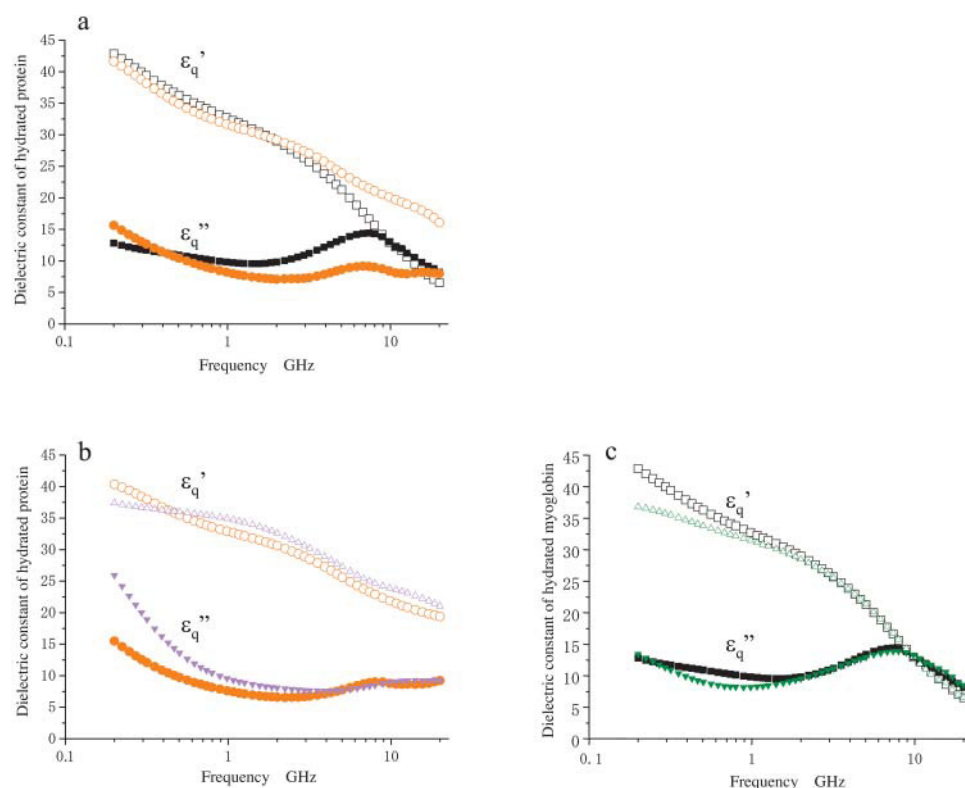 a
45
40
35
30
25
20
15
10
5
0
0.1
1
10
Dielectric constant of hydrated protein
Frequency GHz
εq'
εq''
b
45
40
35
30
25
20
15
10
5
0
0.1
1
10
Dielectric constant of hydrated protein
Frequency GHz
εq'
εq''
c
45
40
35
30
25
20
15
10
5
0
0.1
1
10
Dielectric constant of hydrated myoglobin
Frequency GHz
εq'
εq''